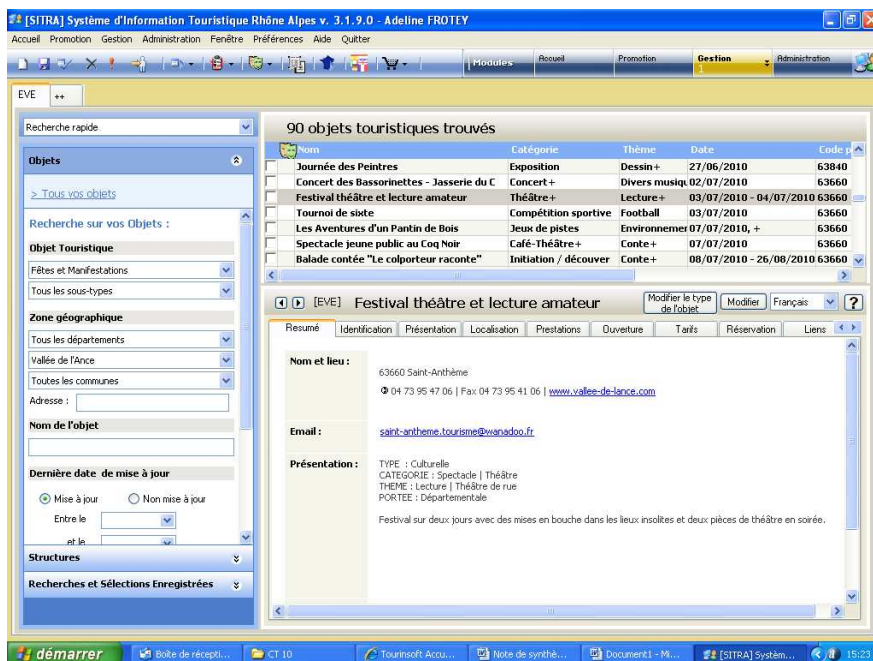 [SITRA] Système d'Information Touristique Rhône Alpes v. 3.1.9.0 - Adeline FROTEY
Accueil Promotion Gestion Administration Fenêtre Préférences Aide Quitter
Modules Accueil Promotion Gestion Administration
1
EVE ++
Recherche rapide
Objets
> Tous vos objets
Recherche sur vos Objets :
Objet Touristique
Fêtes et Manifestations
Tous les sous-types
Zone géographique
Tous les départements
Vallée de l'Ance
Toutes les communes
Adresse :
Nom de l'objet
Dernière date de mise à jour
Mise à jour Non mise à jour
Entre le
et le
Structures
Recherches et Sélections Enregistrées
90 objets touristiques trouvés
Nom Catégorie Thème Date Code p
Journée des Peintres Exposition Dessin+ 27/06/2010 63840
Concert des Bassorinettes - Jasserie du C Concert+ Divers musiqu 02/07/2010 63660
Festival théâtre et lecture amateur Théâtre+ Lecture+ 03/07/2010 - 04/07/2010 63660
Tournoi de sixte Compétition sportive Football 03/07/2010 63660
Les Aventures d'un Pantin de Bois Jeux de pistes Environnemer 07/07/2010, + 63660
Spectacle jeune public au Coq Noir Café-Théâtre+ Conte+ 07/07/2010 63660
Balade contée "Le colporteur raconte" Initiation / découver Conte+ 08/07/2010 - 26/08/2010 63660
[EVE] Festival théâtre et lecture amateur Modifier le type de l'objet Modifier Français ?
Resumé Identification Présentation Localisation Prestations Ouverture Tarifs Réservation Liens
Nom et lieu :
63660 Saint-Anthème
04 73 95 47 06 | Fax 04 73 95 41 06 | www.vallee-de-lance.com
Email : saint-antheme.tourisme@wanadoo.fr
Présentation : TYPE : Culturelle
CATEGORIE : Spectacle | Théâtre
THEME : Lecture | Théâtre de rue
PORTEE : Départementale
Festival sur deux jours avec des mises en bouche dans les lieux insolites et deux pièces de théâtre en soirée.
démarrer Boîte de récepti... CT 10 Tourinsoft Accu... Note de synthè... Document1 - Mi... [SITRA] Systèm... 15:23